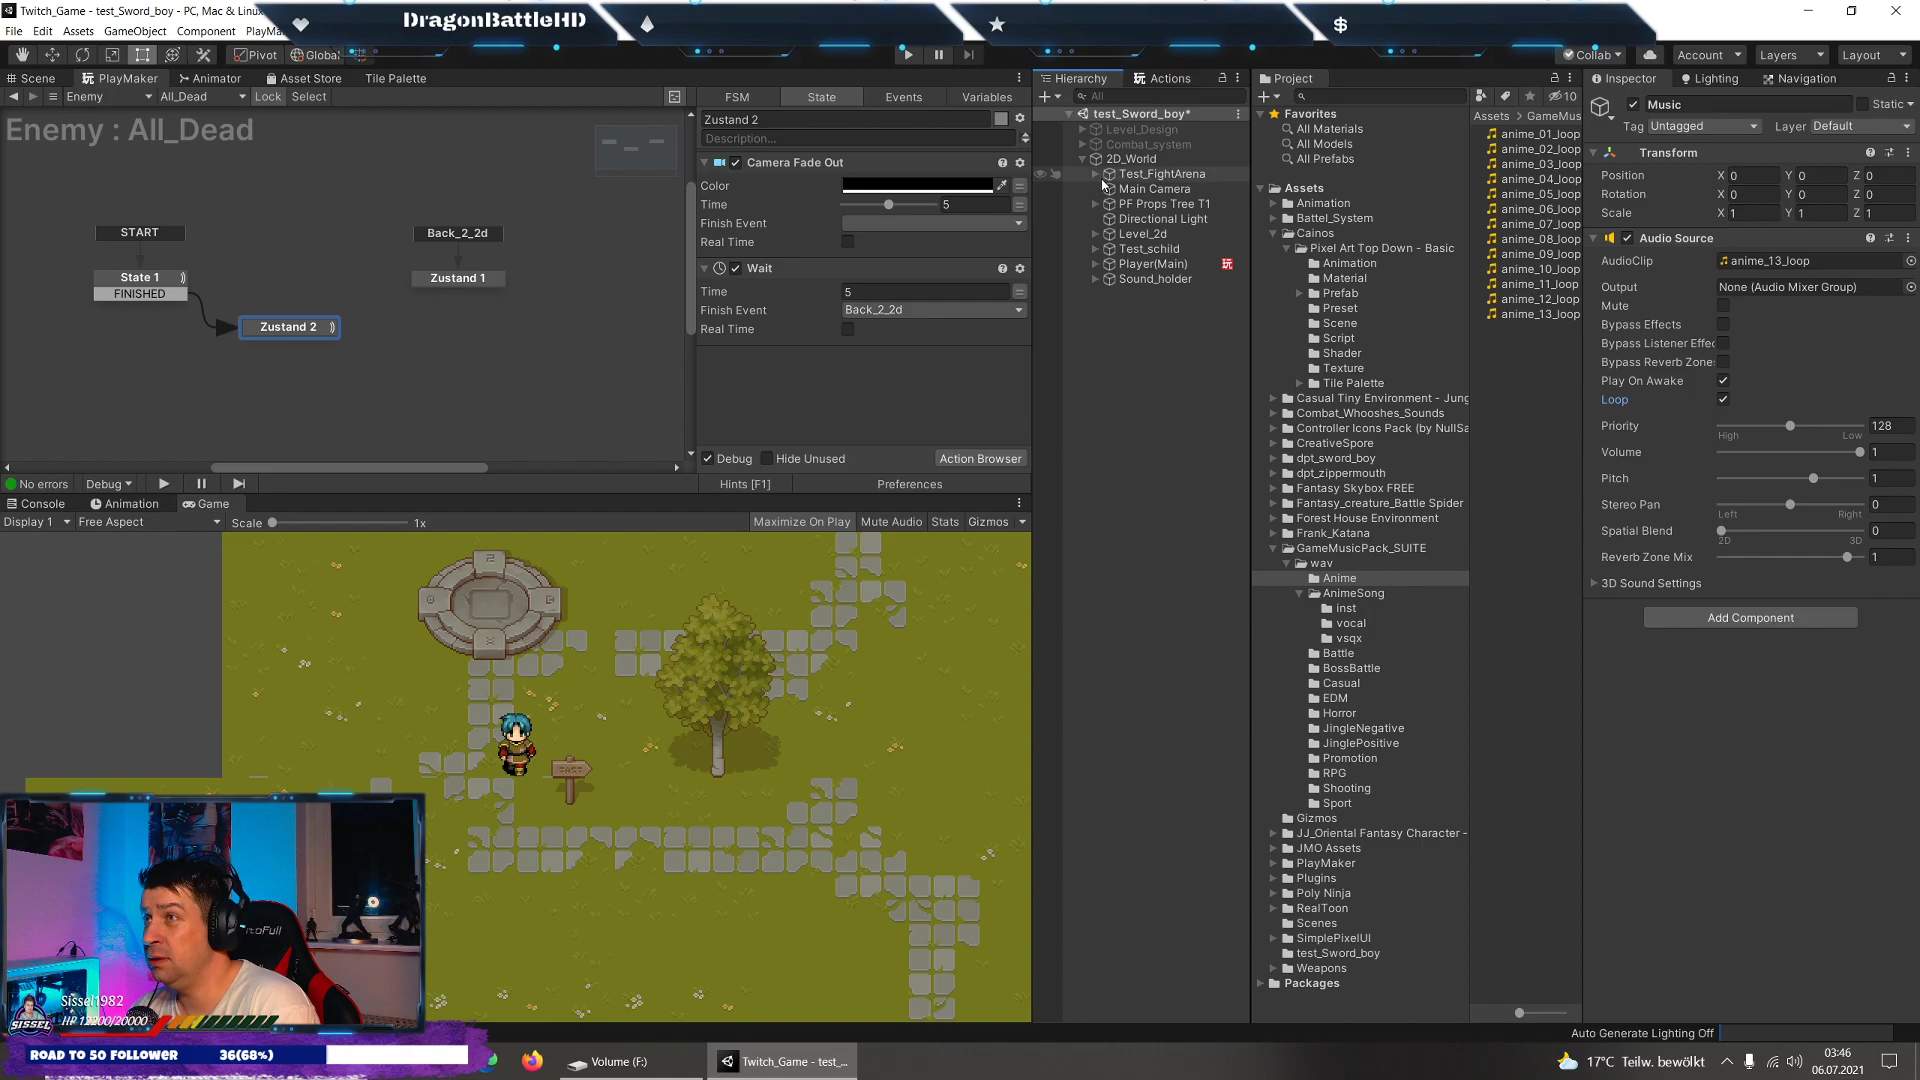 Twitch_Game - test_Sword_boy - PC, Mac & Linux
DragonBattleHD
File Edit Assets GameObject Component PlayMa
Pivot Global
Collab Account Layers Layout
Scene PlayMaker Animator Asset Store Tile Palette
Enemy All_Dead Lock Select
Enemy : All_Dead
START
State 1
FINISHED
Zustand 2
Back_2_2d
Zustand 1
FSM State Events Variables
Zustand 2
Description...
Camera Fade Out
Color
Time 5
Finish Event
Real Time
Wait
Time 5
Finish Event Back_2_2d
Real Time
Debug Hide Unused Action Browser
No errors Debug Hints [F1] Preferences
Console Animation Game
Display 1 Free Aspect Scale 1x Maximize On Play Mute Audio Stats Gizmos
Hierarchy Actions
All
test_Sword_boy*
Level_Design
Combat_system
2D_World
Test_FightArena
Main Camera
PF Props Tree T1
Directional Light
Level_2d
Test_schild
Player(Main)
Sound_holder
Project
10
Favorites
All Materials
All Models
All Prefabs
Assets
Animation
Battel_System
Cainos
Pixel Art Top Down - Basic
Animation
Material
Prefab
Preset
Scene
Script
Shader
Texture
Tile Palette
Casual Tiny Environment - Jung
Combat_Whooshes_Sounds
Controller Icons Pack (by NullSa
CreativeSpore
dpt_sword_boy
dpt_zippermouth
Fantasy Skybox FREE
Fantasy_creature_Battle Spider
Forest House Environment
Frank_Katana
GameMusicPack_SUITE
wav
Anime
AnimeSong
inst
vocal
vsqx
Battle
BossBattle
Casual
EDM
Horror
JingleNegative
JinglePositive
Promotion
RPG
Shooting
Sport
Gizmos
JJ_Oriental Fantasy Character -
JMO Assets
PlayMaker
Plugins
Poly Ninja
RealToon
Scenes
SimplePixelUI
test_Sword_boy
Weapons
Packages
Assets GameMus
anime_01_loop
anime_02_loop
anime_03_loop
anime_04_loop
anime_05_loop
anime_06_loop
anime_07_loop
anime_08_loop
anime_09_loop
anime_10_loop
anime_11_loop
anime_12_loop
anime_13_loop
Inspector Lighting Navigation
Music Static
Tag Untagged Layer Default
Transform
Position X 0 Y 0 Z 0
Rotation X 0 Y 0 Z 0
Scale X 1 Y 1 Z 1
Audio Source
AudioClip anime_13_loop
Output None (Audio Mixer Group)
Mute
Bypass Effects
Bypass Listener Effec
Bypass Reverb Zone
Play On Awake
Loop
Priority 128
High Low
Volume 1
Pitch 1
Stereo Pan 0
Left Right
Spatial Blend 0
2D 3D
Reverb Zone Mix 1
3D Sound Settings
Add Component
Auto Generate Lighting Off
Sissel1982
HP 12200/20000
SISSEL
ROAD TO 50 FOLLOWER 36(68%)
Volume (F:) Twitch_Game - test_...
17°C Teilw. bewölkt
03:46
06.07.2021